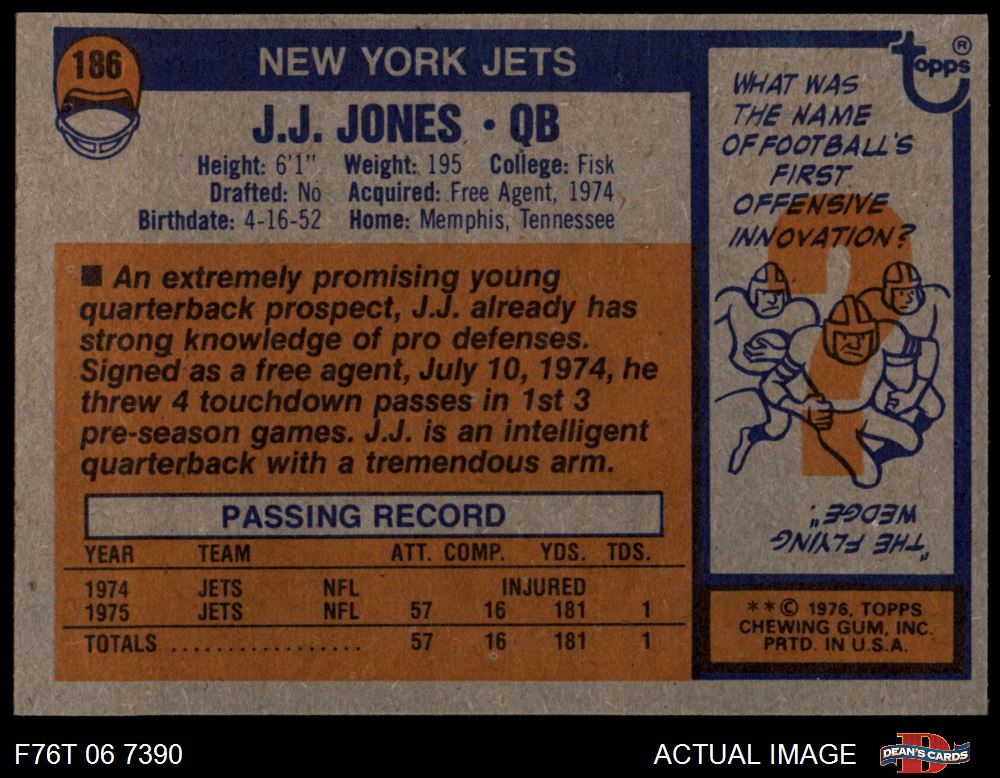 186
NEW YORK JETS
J.J. JONES • QB
Height: 6'1" Weight: 195 College: Fisk
Drafted: No Acquired: Free Agent, 1974
Birthdate: 4-16-52 Home: Memphis, Tennessee
■ An extremely promising young
quarterback prospect, J.J. already has
strong knowledge of pro defenses.
Signed as a free agent, July 10, 1974, he
threw 4 touchdown passes in 1st 3
pre-season games. J.J. is an intelligent
quarterback with a tremendous arm.
PASSING RECORD
YEAR TEAM ATT. COMP. YDS. TDS.
1974 JETS NFL INJURED
1975 JETS NFL 57 16 181 1
TOTALS .................. 57 16 181 1
Topps®
WHAT WAS
THE NAME
OF FOOTBALL'S
FIRST
OFFENSIVE
INNOVATION?
?
"THE FLYING
WEDGE"
**© 1976, TOPPS
CHEWING GUM, INC.
PRTD. IN U.S.A.
F76T 06 7390
ACTUAL IMAGE
D
DEAN'S CARDS